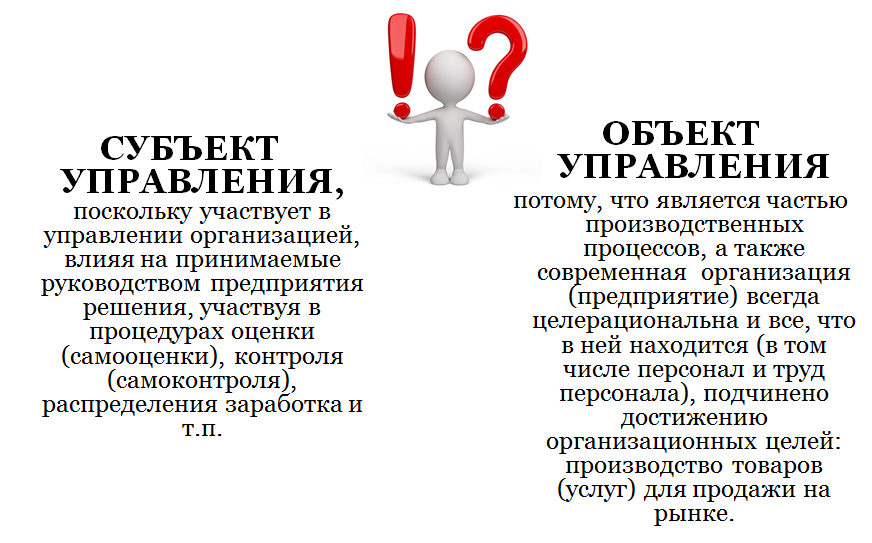 СУБЪЕКТ
УПРАВЛЕНИЯ,
поскольку участвует в
управлении организацией,
влияя на принимаемые
руководством предприятия
решения, участвуя в
процедурах оценки
(самооценки), контроля
(самоконтроля),
распределения заработка и
т.п.
!?
ОБЪЕКТ
УПРАВЛЕНИЯ
потому, что является частью
производственных
процессов, а также
современная организация
(предприятие) всегда
целерациональна и все, что
в ней находится (в том
числе персонал и труд
персонала), подчинено
достижению
организационных целей:
производство товаров
(услуг) для продажи на
рынке.